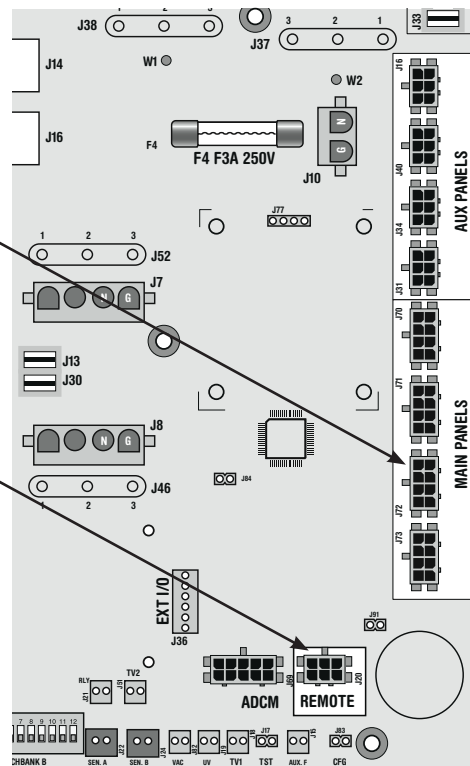 J38
1 2 3
J37
3 2 1
J33
J14
W1
W2
J16
J16
F4
F4 F3A 250V
N
G
J10
J40
AUX PANELS
J77
J34
1 2 3
J52
J31
J7
N G
J70
J13
J30
J71
MAIN PANELS
J8
N G
J84
J72
J46
1 2 3
J73
EXT I/O
J36
J91
TV2
RLY
J21
J51
ADCM
J69
REMOTE
J20
7 8 9 10 11 12
CHBANK B
SEN. A
J22
SEN. B
J24
VAC
J82
UV
J19
TV1
J18
J17
TST
AUX. F
J15
J83
CFG